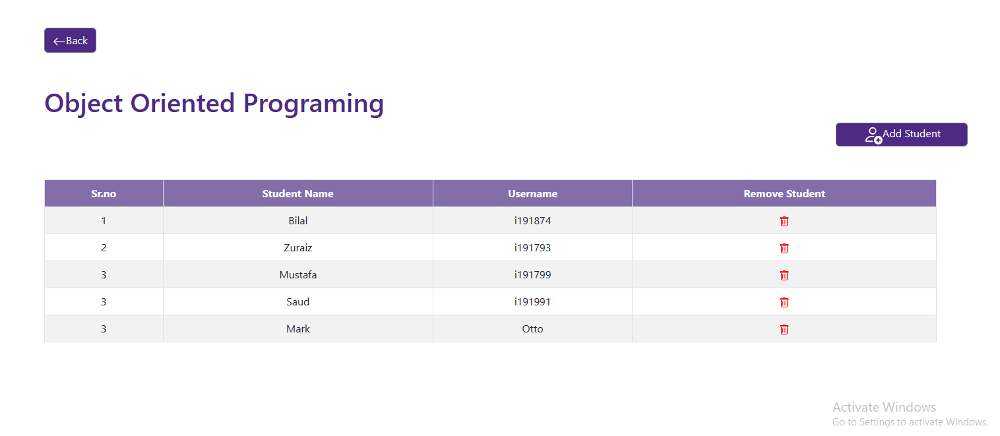 Back
Object Oriented Programing
Add Student
Sr.no Student Name Username Remove Student
1 Bilal i191874
2 Zuraiz i191793
3 Mustafa i191799
3 Saud i191991
3 Mark Otto
Activate Windows
Go to Settings to activate Windows.